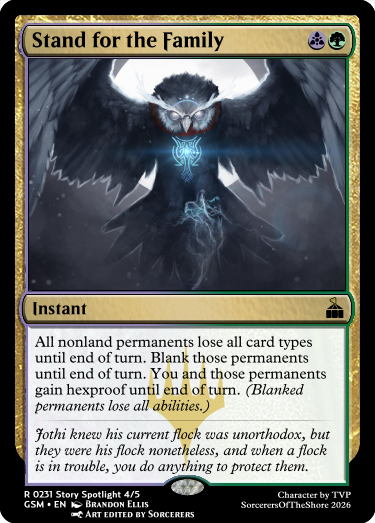 Stand for the Family
Instant
All nonland permanents lose all card types
until end of turn. Blank those permanents
until end of turn. You and those permanents
gain hexproof until end of turn. (Blanked
permanents lose all abilities.)
Jothi knew his current flock was unorthodox, but
they were his flock nonetheless, and when a flock
is in trouble, you do anything to protect them.
R 0231 Story Spotlight 4/5
GSM • EN Brandon Ellis
Art edited by Sorcerers
Character by TVP
SorcerersOfTheShore 2026